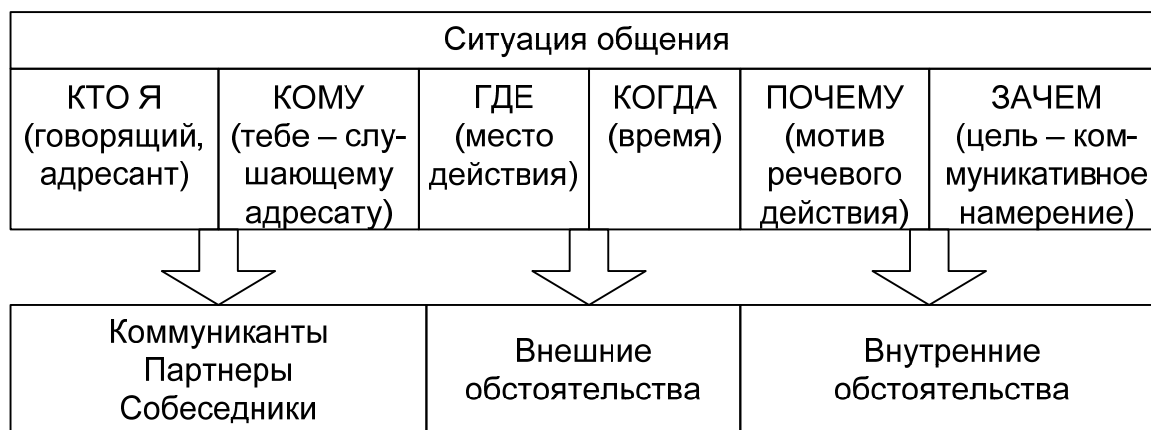 Ситуация общения
КТО Я
(говорящий,
адресант)
КОМУ
(тебе – слу-
шающему
адресату)
ГДЕ
(место
действия)
КОГДА
(время)
ПОЧЕМУ
(мотив
речевого
действия)
ЗАЧЕМ
(цель – ком-
муникативное
намерение)
Коммуниканты
Партнеры
Собеседники
Внешние
обстоятельства
Внутренние
обстоятельства